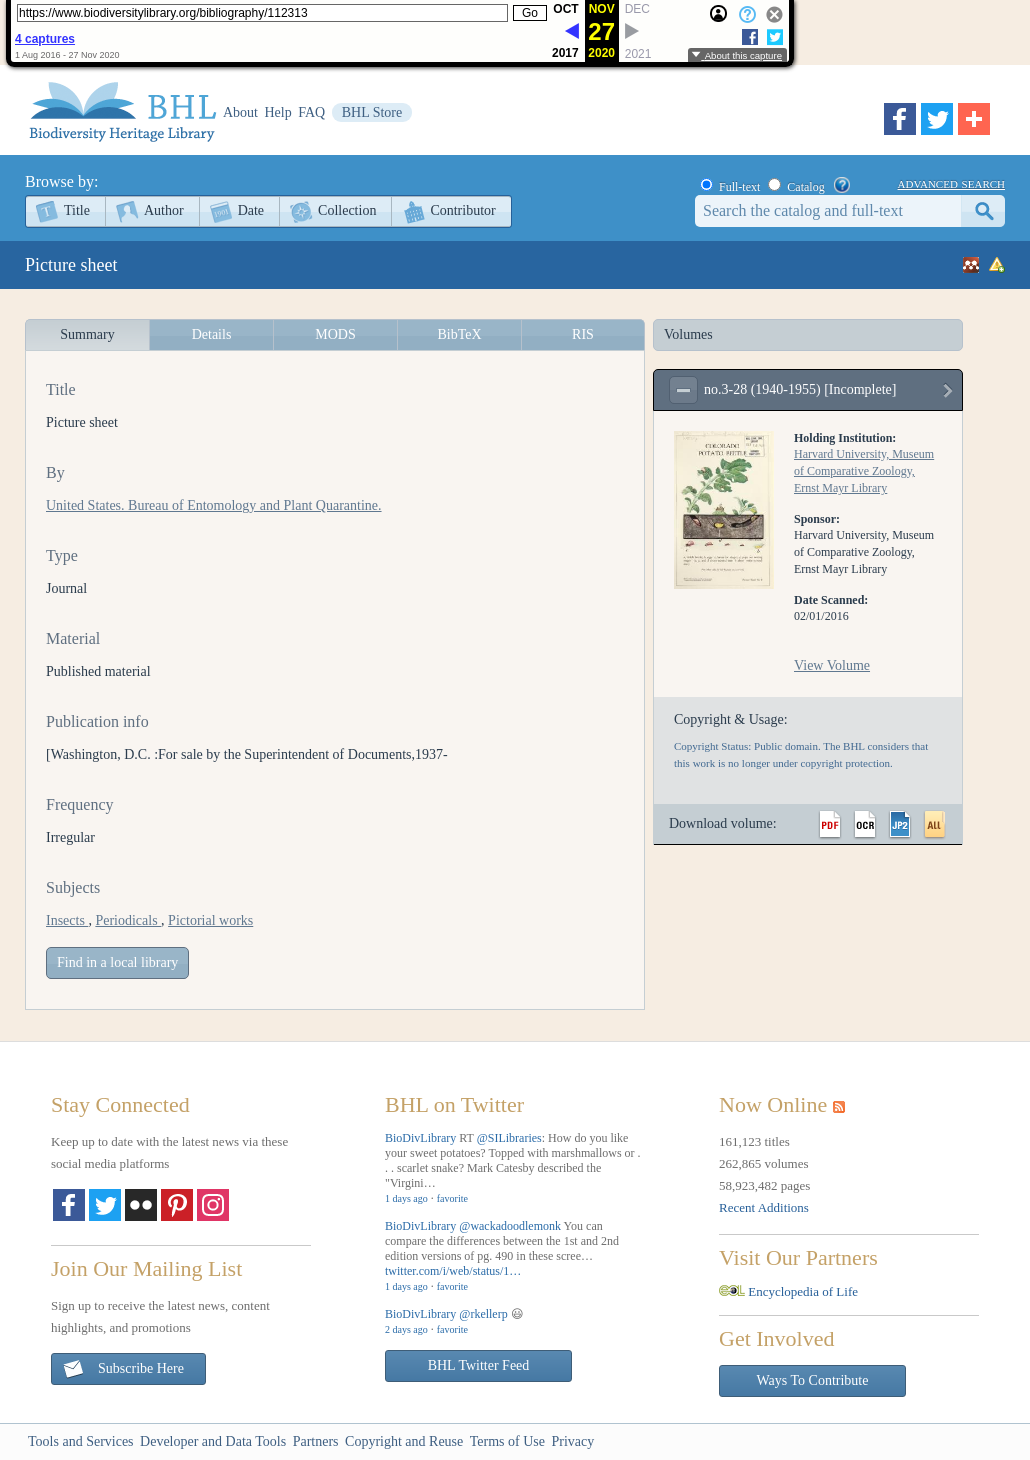 https://www.biodiversitylibrary.org/bibliography/112313
Go
OCT NOV DEC
27
4 captures
1 Aug 2016 - 27 Nov 2020
2017 2020 2021
About this capture
BHL
Biodiversity Heritage Library
About Help FAQ BHL Store
Browse by:
Title Author Date Collection Contributor
Full-text Catalog ADVANCED SEARCH
Search the catalog and full-text
Picture sheet
Summary Details MODS BibTeX RIS
Title
Picture sheet
By
United States. Bureau of Entomology and Plant Quarantine.
Type
Journal
Material
Published material
Publication info
[Washington, D.C. :For sale by the Superintendent of Documents,1937-
Frequency
Irregular
Subjects
Insects , Periodicals , Pictorial works
Find in a local library
Volumes
no.3-28 (1940-1955) [Incomplete]
COLORADO
POTATO BEETLE
Holding Institution:
Harvard University, Museum
of Comparative Zoology,
Ernst Mayr Library
Sponsor:
Harvard University, Museum
of Comparative Zoology,
Ernst Mayr Library
Date Scanned:
02/01/2016
View Volume
Copyright & Usage:
Copyright Status: Public domain. The BHL considers that
this work is no longer under copyright protection.
Download volume:
PDF OCR JP2 ALL
Stay Connected
Keep up to date with the latest news via these
social media platforms
Join Our Mailing List
Sign up to receive the latest news, content
highlights, and promotions
Subscribe Here
BHL on Twitter
BioDivLibrary RT @SILibraries: How do you like
your sweet potatoes? Topped with marshmallows or .
. . scarlet snake? Mark Catesby described the
"Virgini…
1 days ago · favorite
BioDivLibrary @wackadoodlemonk You can
compare the differences between the 1st and 2nd
edition versions of pg. 490 in these scree…
twitter.com/i/web/status/1…
1 days ago · favorite
BioDivLibrary @rkellerp 😃
2 days ago · favorite
BHL Twitter Feed
Now Online
161,123 titles
262,865 volumes
58,923,482 pages
Recent Additions
Visit Our Partners
EOL Encyclopedia of Life
Get Involved
Ways To Contribute
Tools and Services Developer and Data Tools Partners Copyright and Reuse Terms of Use Privacy